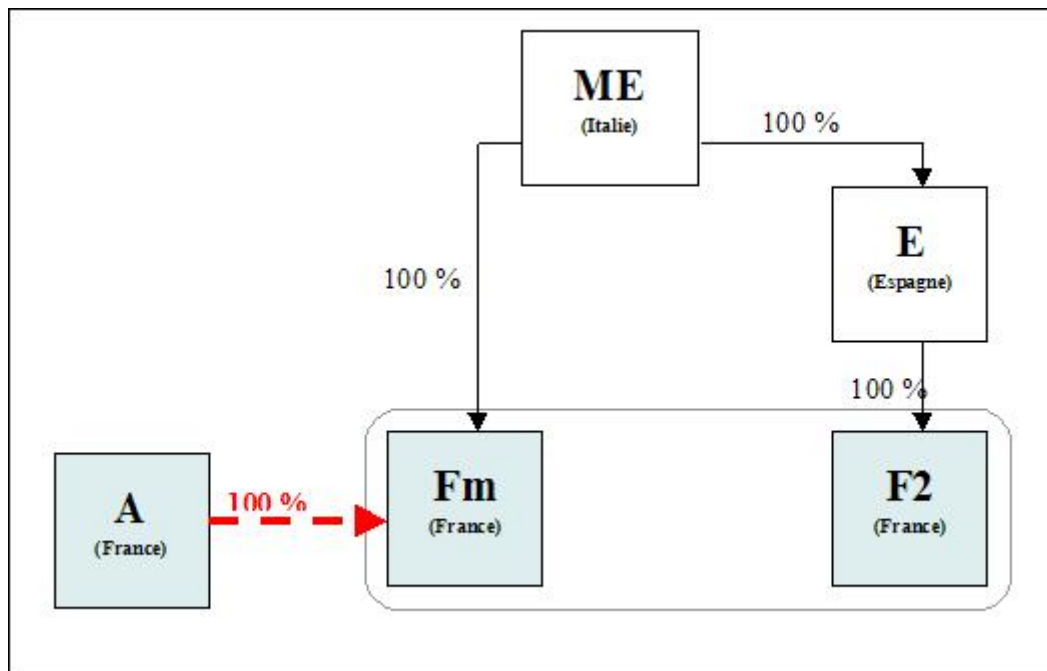 ME
(Italie)
100 %
E
(Espagne)
100 %
100 %
A
(France)
100 %
Fm
(France)
F2
(France)